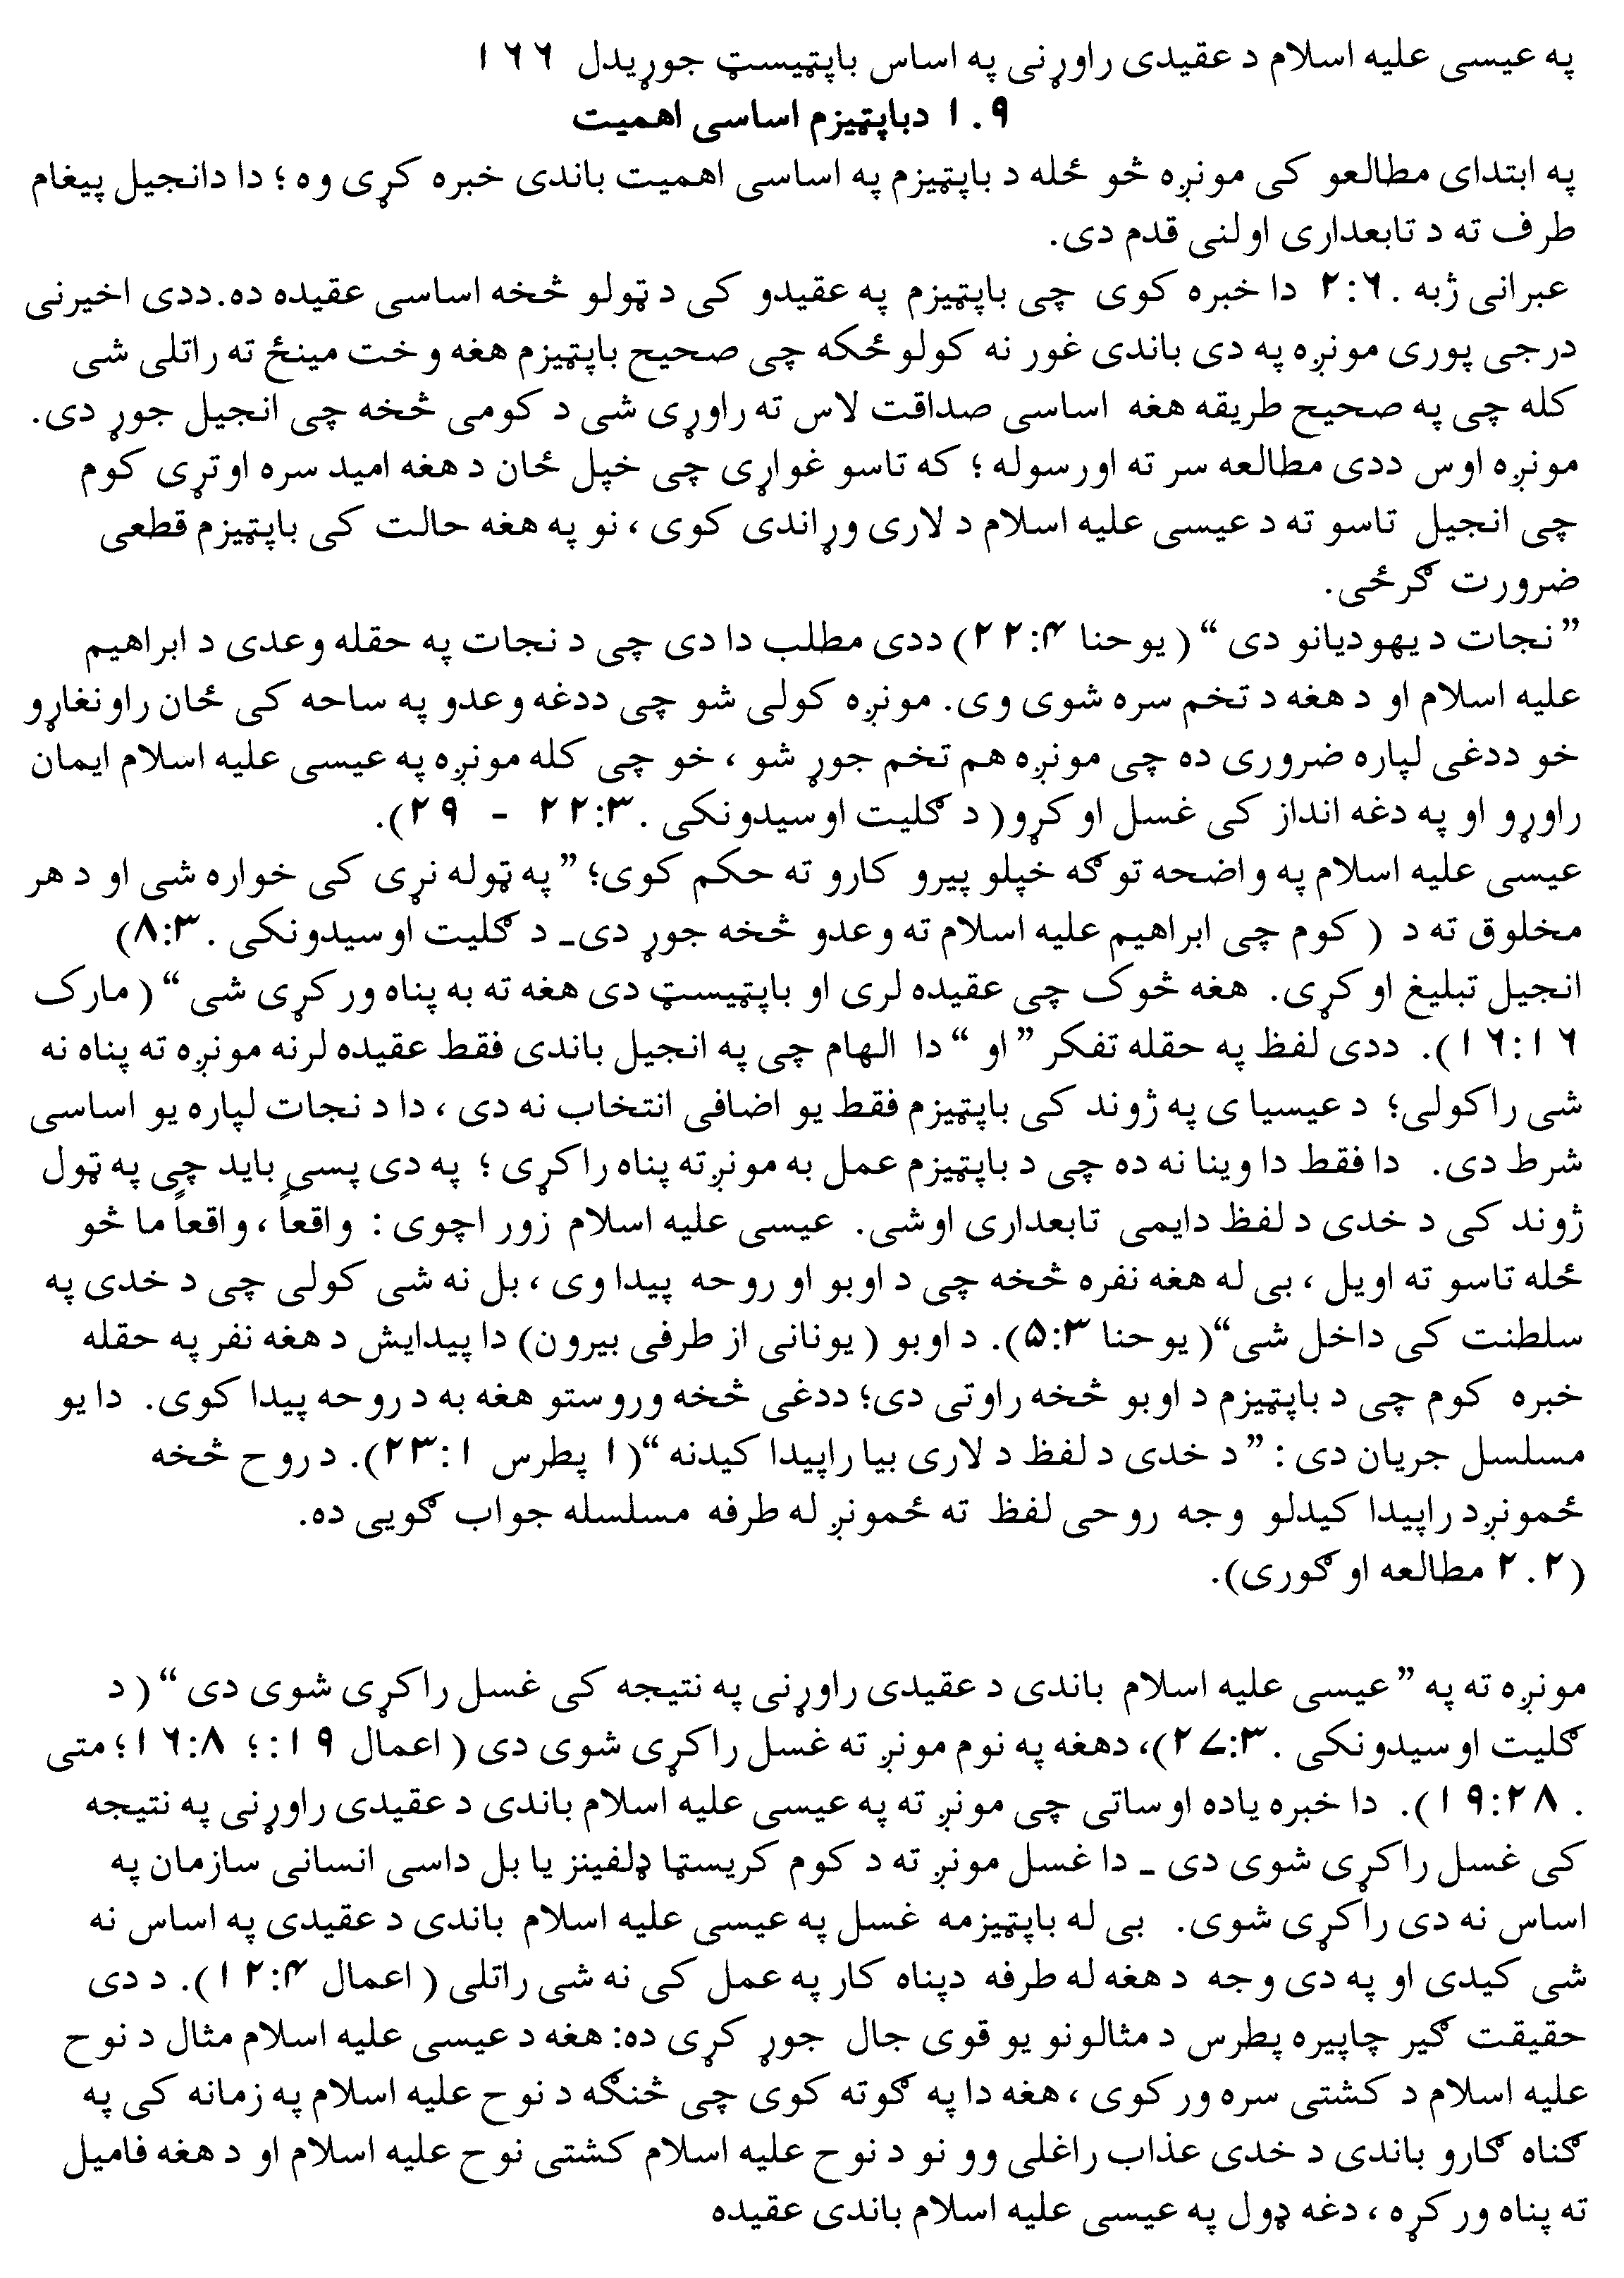 په عیسی علیه اسلام د عقیدی راوړنی په اساس باپټیسټ جوړیدل ۱۶۶
۱.۹ دباپټیزم اساسی اهمیت
په ابتدای مطالعو کی مونږه څو ځله د باپټیزم په اساسی اهمیت باندی خبره کړی وه ؛ دا دانجیل پیغام
طرف ته د تابعداری اولنی قدم دی.
عبرانی ژبه .۲:۶ دا خبره کوی چی باپټیزم په عقیدو کی د ټولو څخه اساسی عقیده ده.ددی اخیرنی
درجی پوری مونږه په دی باندی غور نه کولو ځکه چی صحیح باپټیزم هغه وخت مینځ ته راتلی شی
کله چی په صحیح طریقه هغه اساسی صداقت لاس ته راوړی شی د کومی څخه چی انجیل جوړ دی.
مونږه اوس ددی مطالعه سر ته اورسوله ؛ که تاسو غواړی چی خپل ځان د هغه امید سره اوتړی کوم
چی انجیل تاسو ته د عیسی علیه اسلام د لاری وړاندی کوی ، نو په هغه حالت کی باپټیزم قطعی
ضرورت ګرځی.
”نجات د یهودیانو دی “ ( یوحنا ۲۲:۴) ددی مطلب دا دی چی د نجات په حقله وعدی د ابراهیم
علیه اسلام او د هغه د تخم سره شوی وی. مونږه کولی شو چی ددغه وعدو په ساحه کی ځان راونغاړو
خو ددغی لپاره ضروری ده چی مونږه هم تخم جوړ شو ، خو چی کله مونږه په عیسی علیه اسلام ایمان
راوړو او په دغه انداز کی غسل اوکړو( د ګلیت اوسیدونکی .۲۲:۳ - ۲۹).
عیسی علیه اسلام په واضحه توګه خپلو پیرو کارو ته حکم کوی؛ ”په ټوله نړی کی خواره شی او د هر
مخلوق ته د ( کوم چی ابراهیم علیه اسلام ته وعدو څخه جوړ دی_ د ګلیت اوسیدونکی .۸:۳)
انجیل تبلیغ اوکړی. هغه څوک چی عقیده لری او باپټیسټ دی هغه ته به پناه ورکړی شی “ ( مارک
۱۶:۱۶). ددی لفظ په حقله تفکر ”او “دا الهام چی په انجیل باندی فقط عقیده لرنه مونږه ته پناه نه
شی راکولی؛ د عیسیا ی په ژوند کی باپټیزم فقط یو اضافی انتخاب نه دی ، دا د نجات لپاره یو اساسی
شرط دی. دا فقط دا وینا نه ده چی د باپټیزم عمل به مونږته پناه راکړی ؛ په دی پسی باید چی په ټول
ژوند کی د خدی د لفظ دایمی تابعداری اوشی. عیسی علیه اسلام زور اچوی : واقعاً ، واقعاً ما څو
ځله تاسو ته اویل ، بی له هغه نفره څخه چی د اوبو او روحه پیدا وی ، بل نه شی کولی چی د خدی په
سلطنت کی داخل شی“( یوحنا ۵:۳). د اوبو ( یونانی از طرفی بیرون) دا پیدایش د هغه نفر په حقله
خبره کوم چی د باپټیزم د اوبو څخه راوتی دی؛ ددغی څخه وروستو هغه به د روحه پیدا کوی. دا یو
مسلسل جریان دی : ”د خدی د لفظ د لاری بیا راپیدا کیدنه “(۱ پطرس ۲۳:۱). د روح څخه
ځمونږد راپیدا کیدلو وجه روحی لفظ ته ځمونږ له طرفه مسلسله جواب ګویی ده.
(۲.۲ مطالعه اوګوری).
مونږه ته په ”عیسی علیه اسلام باندی د عقیدی راوړنی په نتیجه کی غسل راکړی شوی دی “ ( د
ګلیت اوسیدونکی .۲۷:۳)، دهغه په نوم مونږ ته غسل راکړی شوی دی ( اعمال ۱۹:؛ ۱۶:۸؛ متی
.۱۹:۲۸). دا خبره یاده اوساتی چی مونږ ته په عیسی علیه اسلام باندی د عقیدی راوړنی په نتیجه
کی غسل راکړی شوی دی _ دا غسل مونږ ته د کوم کریسټا ډلفینز یا بل داسی انسانی سازمان په
اساس نه دی راکړی شوی. بی له باپټیزمه غسل په عیسی علیه اسلام باندی د عقیدی په اساس نه
شی کیدی او په دی وجه د هغه له طرفه دپناه کار په عمل کی نه شی راتلی ( اعمال ۱۲:۴). د دی
حقیقت ګیر چاپیره پطرس د مثالونو یو قوی جال جوړ کړی ده: هغه د عیسی علیه اسلام مثال د نوح
علیه اسلام د کشتی سره ورکوی ، هغه دا په ګوته کوی چی څنګه د نوح علیه اسلام په زمانه کی په
ګناه ګارو باندی د خدی عذاب راغلی وو نو د نوح علیه اسلام کشتی نوح علیه اسلام او د هغه فامیل
ته پناه ورکړه ، دغه ډول په عیسی علیه اسلام باندی عقیده